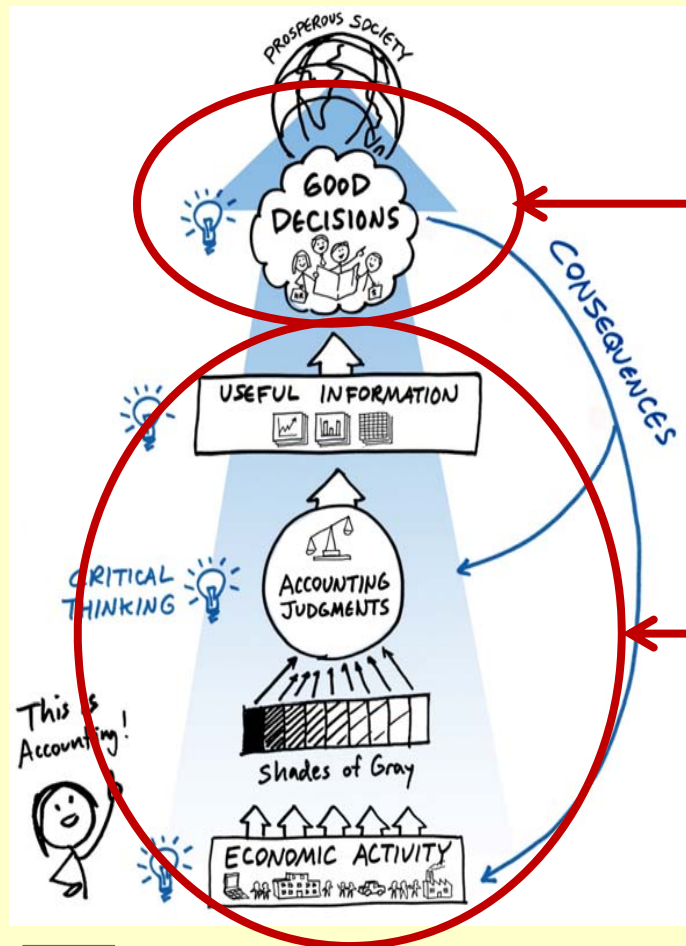 PROSPEROUS SOCIETY
GOOD
DECISIONS
CONSEQUENCES
USEFUL INFORMATION
CRITICAL
THINKING
ACCOUNTING
JUDGMENTS
This is
Accounting!
Shades of Gray
ECONOMIC ACTIVITY